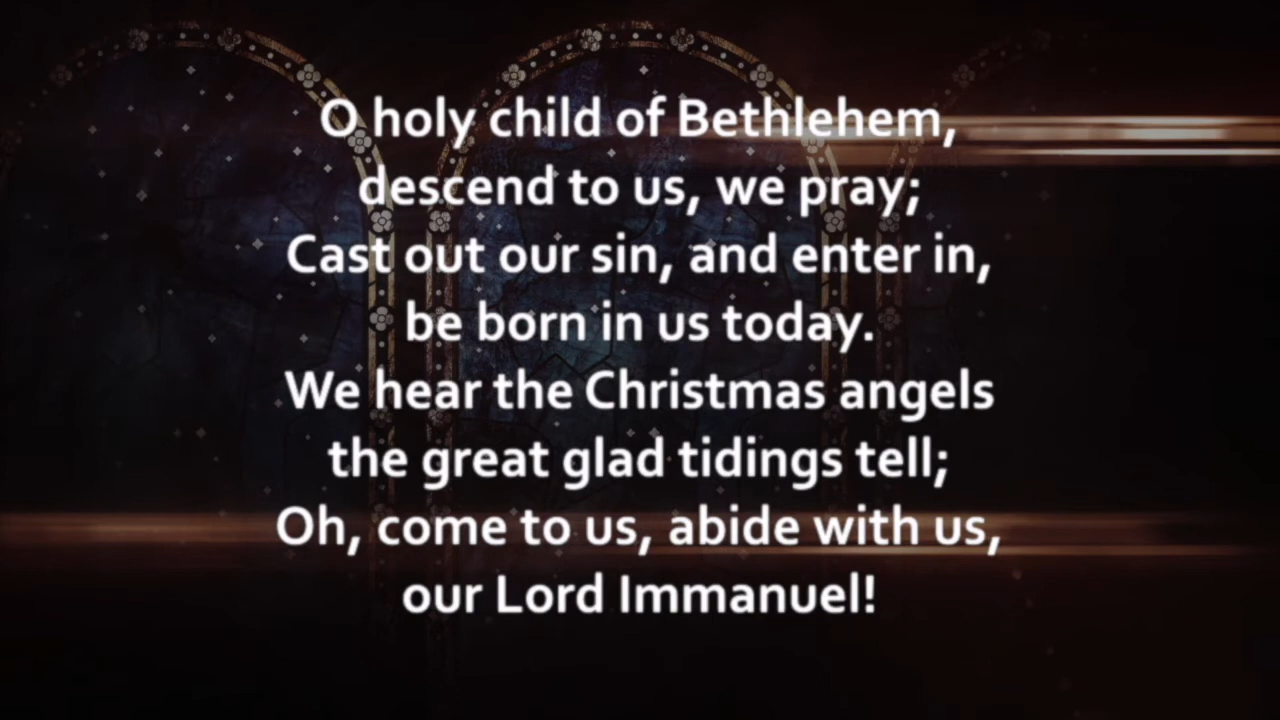 O holy child of Bethlehem,
descend to us, we pray;
Cast out our sin, and enter in,
be born in us today.
We hear the Christmas angels
the great glad tidings tell;
Oh, come to us, abide with us,
our Lord Immanuel!